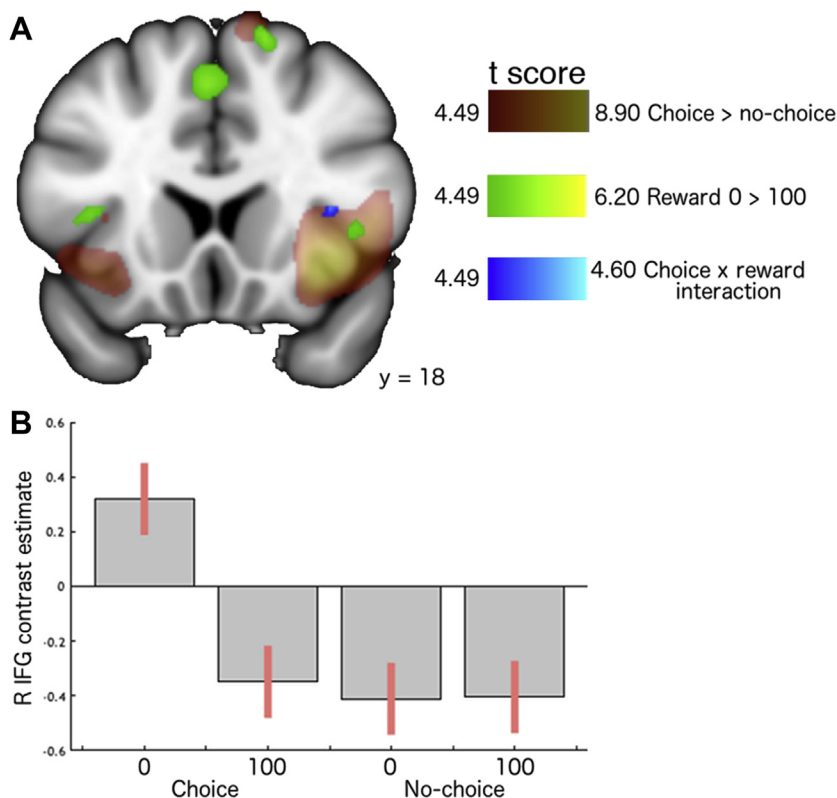 A
t score
4.49 8.90 Choice > no-choice
4.49 6.20 Reward 0 > 100
4.49 4.60 Choice x reward
interaction
y = 18
B
R IFG contrast estimate
0.6
0.4
0.2
0
-0.2
-0.4
-0.6
0 100 0 100
Choice No-choice